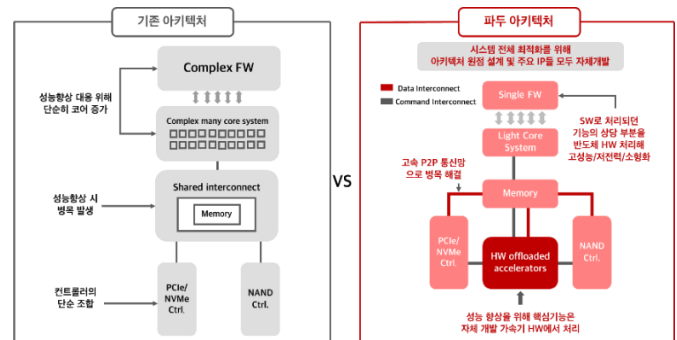 기존 아키텍처
Complex FW
성능향상 대응 위해
단순히 코어 증가
Complex many core system
Shared interconnect
Memory
성능향상 시
병목 발생
컨트롤러의
단순 조합
PCIe/
NVMe
Ctrl.
NAND
Ctrl.
VS
파두 아키텍처
시스템 전체 최적화를 위해
아키텍처 원점 설계 및 주요 IP들 모두 자체개발
Data Interconnect
Command Interconnect
Single FW
Light Core
System
SW로 처리되던
기능의 상당 부분을
반도체 HW 처리해
고성능/저전력/소형화
고속 P2P 통신망
으로 병목 해결
Memory
PCIe/
NVMe
Ctrl.
HW offloaded
accelerators
NAND
Ctrl.
성능 향상을 위해 핵심기능은
자체 개발 가속기 HW에서 처리